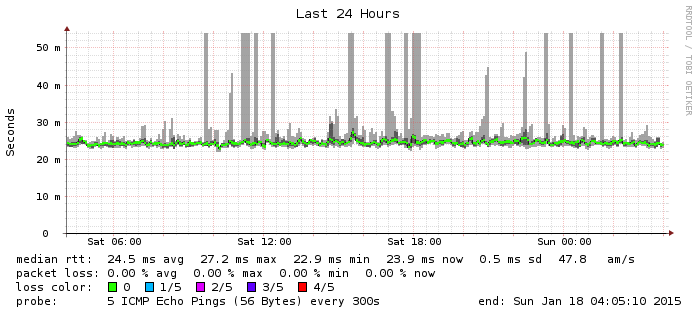 Last 24 Hours
RRDTOOL / TOBI OETIKER
Seconds
50 m
40 m
30 m
20 m
10 m
0
Sat 06:00 Sat 12:00 Sat 18:00 Sun 00:00
median rtt: 24.5 ms avg 27.2 ms max 22.9 ms min 23.9 ms now 0.5 ms sd 47.8 am/s
packet loss: 0.00 % avg 0.00 % max 0.00 % min 0.00 % now
loss color: 0 1/5 2/5 3/5 4/5
probe: 5 ICMP Echo Pings (56 Bytes) every 300s end: Sun Jan 18 04:05:10 2015